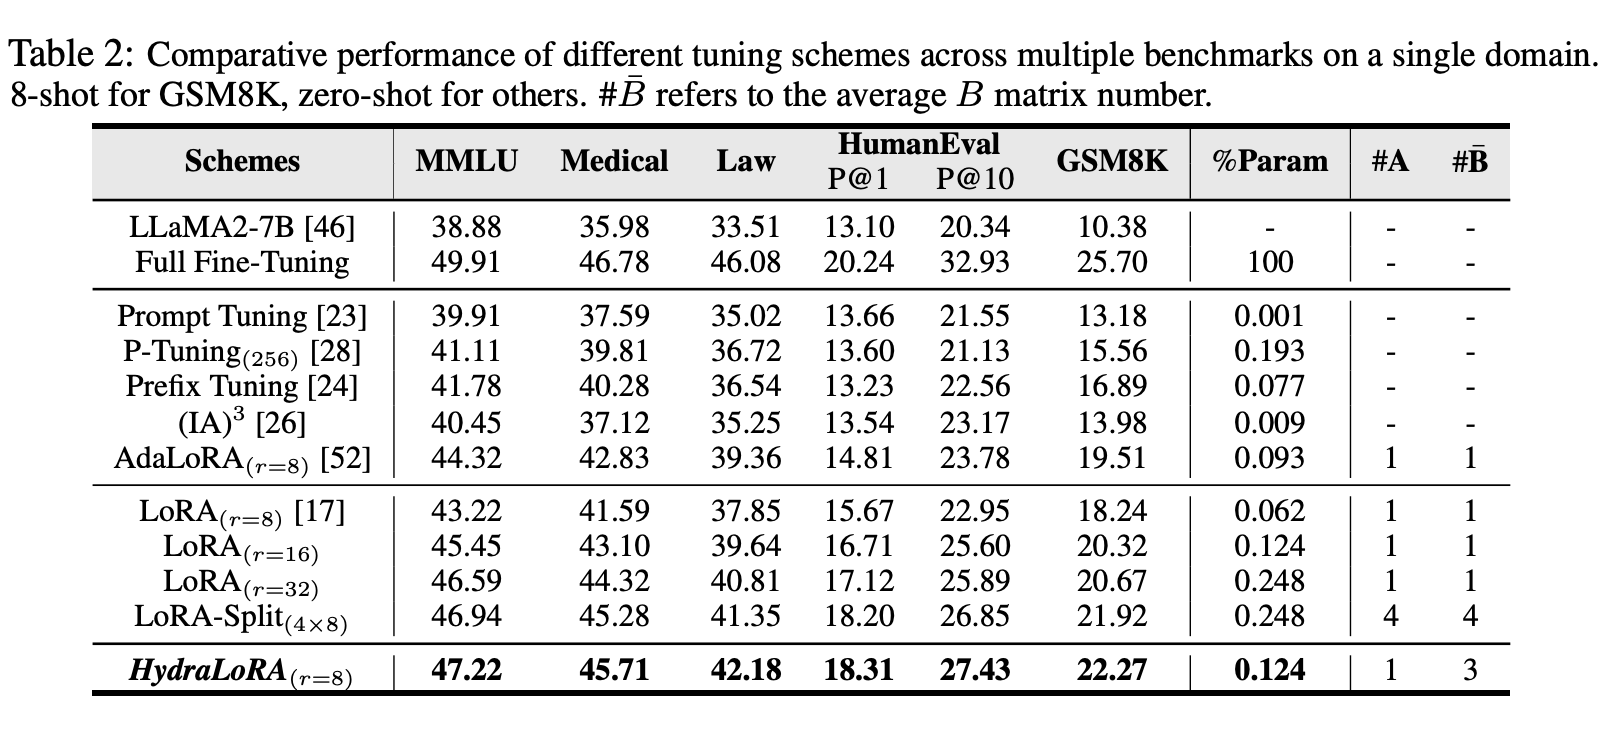 Table 2: Comparative performance of different tuning schemes across multiple benchmarks on a single domain.
8-shot for GSM8K, zero-shot for others. #B̄ refers to the average B matrix number.
Schemes MMLU Medical Law HumanEval P@1 P@10 GSM8K %Param #A #B̄
LLaMA2-7B [46] 38.88 35.98 33.51 13.10 20.34 10.38 - - -
Full Fine-Tuning 49.91 46.78 46.08 20.24 32.93 25.70 100 - -
Prompt Tuning [23] 39.91 37.59 35.02 13.66 21.55 13.18 0.001 - -
P-Tuning(256) [28] 41.11 39.81 36.72 13.60 21.13 15.56 0.193 - -
Prefix Tuning [24] 41.78 40.28 36.54 13.23 22.56 16.89 0.077 - -
(IA)³ [26] 40.45 37.12 35.25 13.54 23.17 13.98 0.009 - -
AdaLoRA(r=8) [52] 44.32 42.83 39.36 14.81 23.78 19.51 0.093 1 1
LoRA(r=8) [17] 43.22 41.59 37.85 15.67 22.95 18.24 0.062 1 1
LoRA(r=16) 45.45 43.10 39.64 16.71 25.60 20.32 0.124 1 1
LoRA(r=32) 46.59 44.32 40.81 17.12 25.89 20.67 0.248 1 1
LoRA-Split(4×8) 46.94 45.28 41.35 18.20 26.85 21.92 0.248 4 4
HydraLoRA(r=8) 47.22 45.71 42.18 18.31 27.43 22.27 0.124 1 3